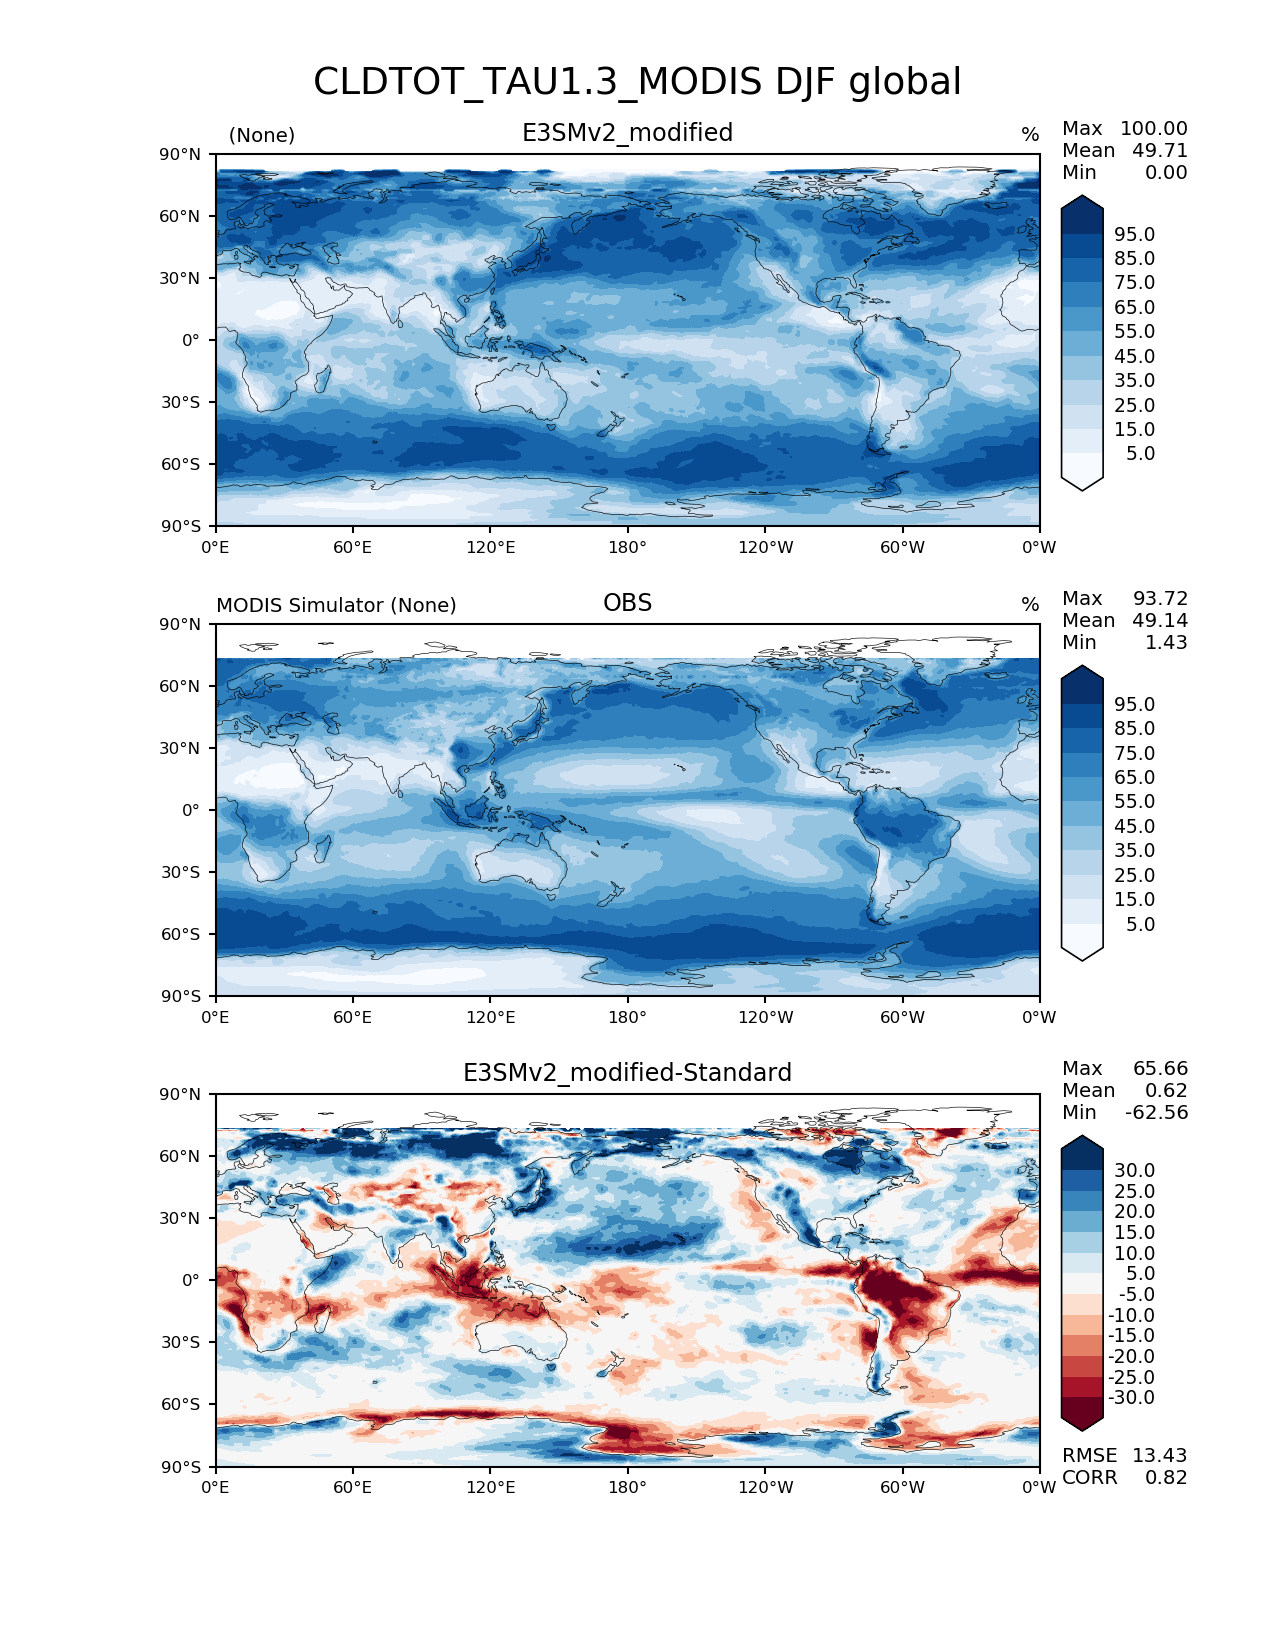 CLDTOT_TAU1.3_MODIS DJF global
(None) E3SMv2_modified %
Max 100.00
Mean 49.71
Min 0.00
90°N
60°N
30°N
0°
30°S
60°S
90°S
0°E 60°E 120°E 180° 120°W 60°W 0°W
95.0
85.0
75.0
65.0
55.0
45.0
35.0
25.0
15.0
5.0
MODIS Simulator (None) OBS %
Max 93.72
Mean 49.14
Min 1.43
90°N
60°N
30°N
0°
30°S
60°S
90°S
0°E 60°E 120°E 180° 120°W 60°W 0°W
95.0
85.0
75.0
65.0
55.0
45.0
35.0
25.0
15.0
5.0
E3SMv2_modified-Standard
Max 65.66
Mean 0.62
Min -62.56
90°N
60°N
30°N
0°
30°S
60°S
90°S
0°E 60°E 120°E 180° 120°W 60°W 0°W
30.0
25.0
20.0
15.0
10.0
5.0
-5.0
-10.0
-15.0
-20.0
-25.0
-30.0
RMSE 13.43
CORR 0.82